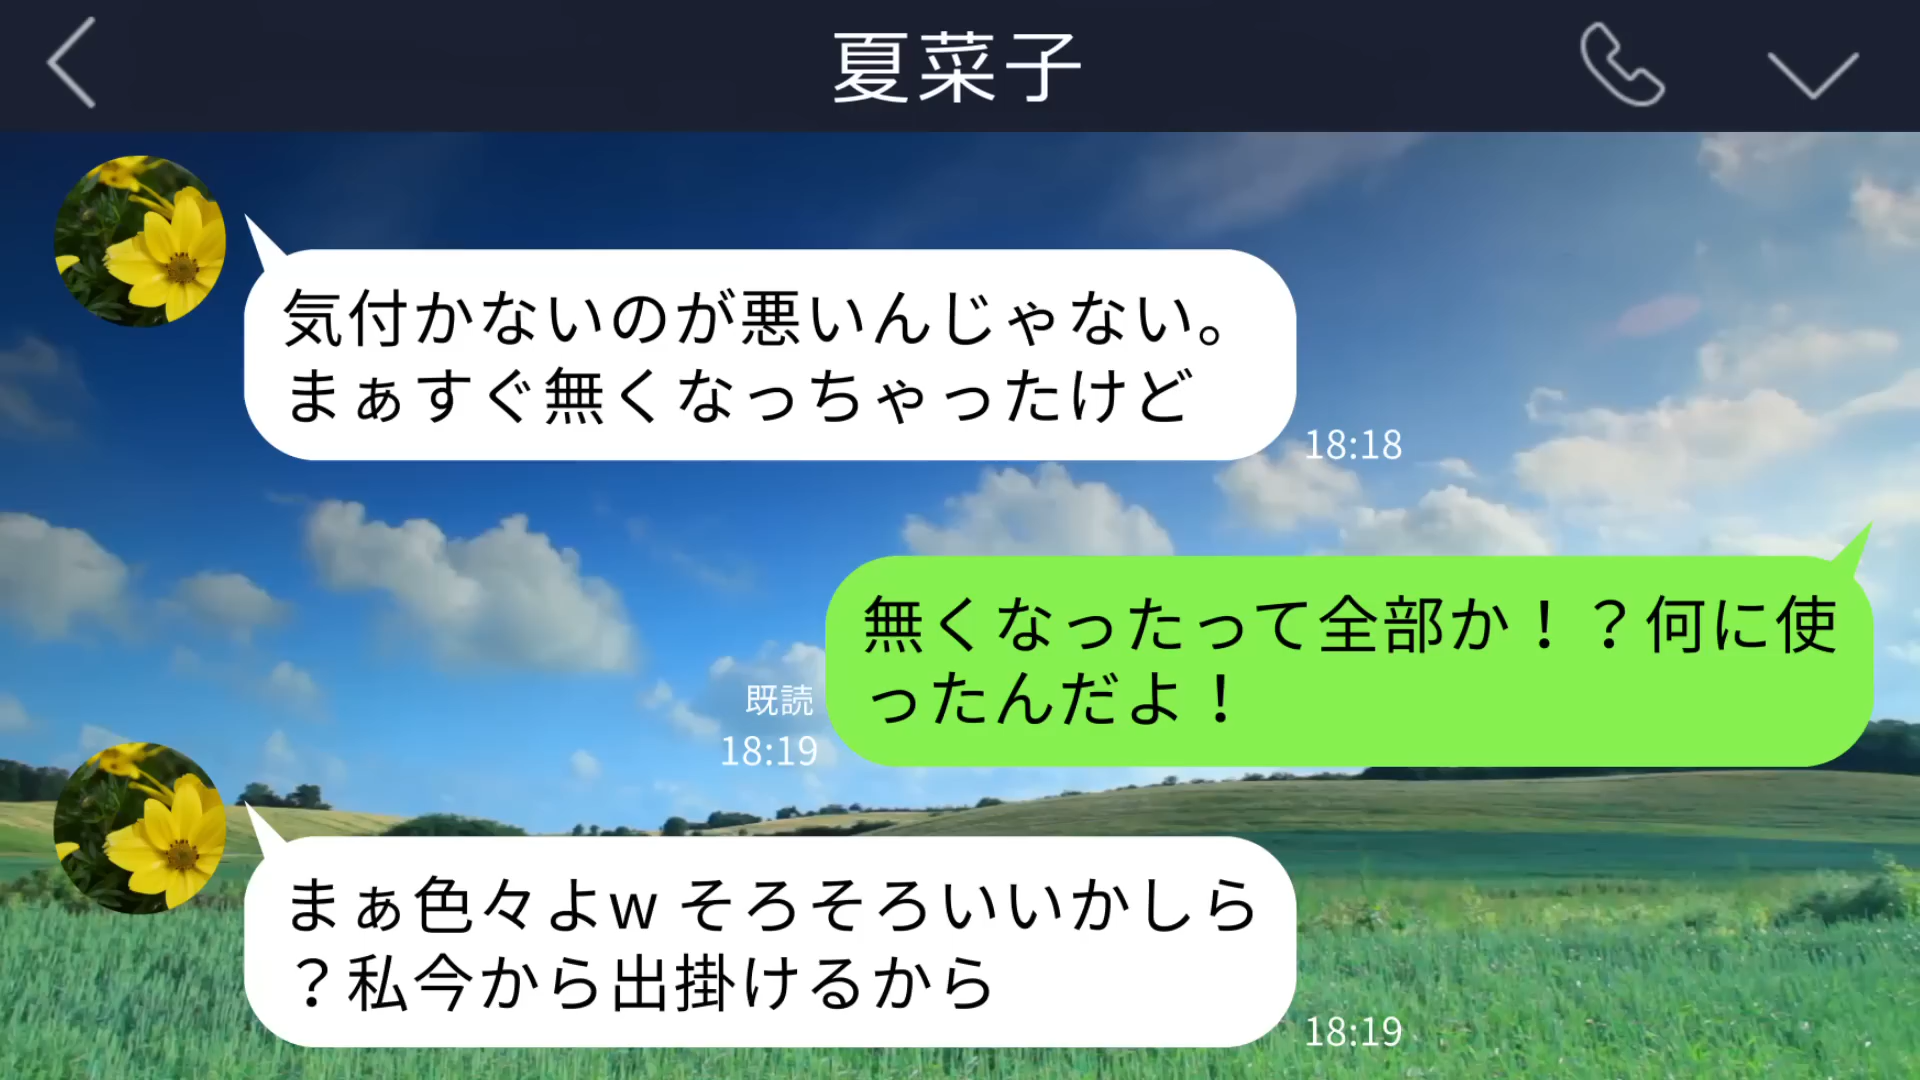 夏菜子
気付かないのが悪いんじゃない。
まぁすぐ無くなっちゃったけど
18:18
無くなったって全部か！？何に使
ったんだよ！
既読
18:19
まぁ色々よw そろそろいいかしら
？私今から出掛けるから
18:19